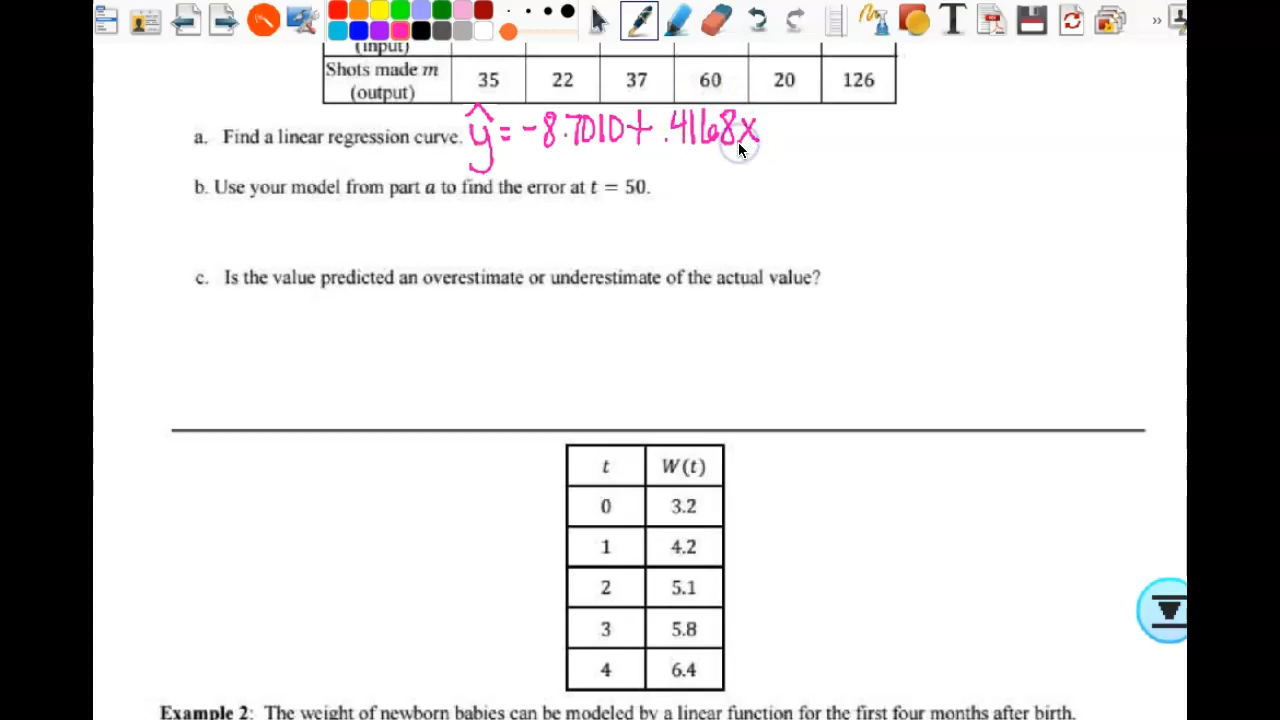 (input)
Shots made m (output) 35 22 37 60 20 126
a. Find a linear regression curve. ŷ = -8.7010 + .4168x
b. Use your model from part a to find the error at t = 50.
c. Is the value predicted an overestimate or underestimate of the actual value?
t W(t)
0 3.2
1 4.2
2 5.1
3 5.8
4 6.4
Example 2: The weight of newborn babies can be modeled by a linear function for the first four months after birth.